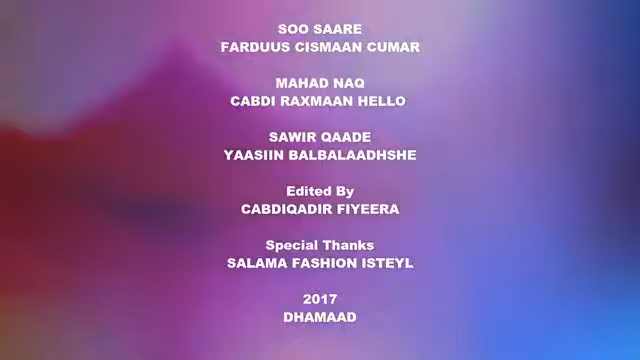 SOO SAARE
FARDUUS CISMAAN CUMAR
MAHAD NAQ
CABDI RAXMAAN HELLO
SAWIR QAADE
YAASIIN BALBALAADHSHE
Edited By
CABDIQADIR FIYEERA
Special Thanks
SALAMA FASHION ISTEYL
2017
DHAMAAD